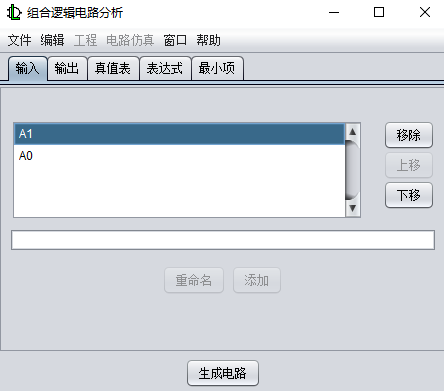 组合逻辑电路分析
文件 编辑 工程 电路仿真 窗口 帮助
输入 输出 真值表 表达式 最小项
A1
A0
移除
上移
下移
重命名 添加
生成电路